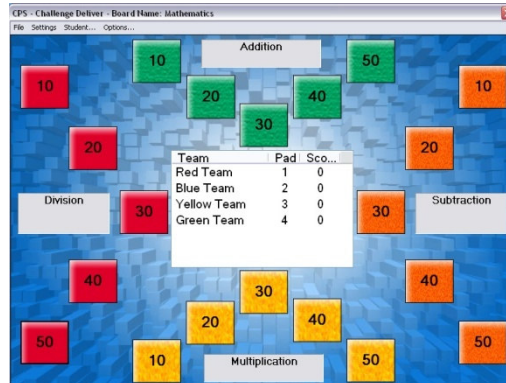 CPS - Challenge Deliver - Board Name: Mathematics
File Settings Student... Options...
Addition
10
20
30
40
50
Division
10
20
30
40
50
Team Pad Sco...
Red Team 1 0
Blue Team 2 0
Yellow Team 3 0
Green Team 4 0
Subtraction
10
20
30
40
50
Multiplication
10
20
30
40
50